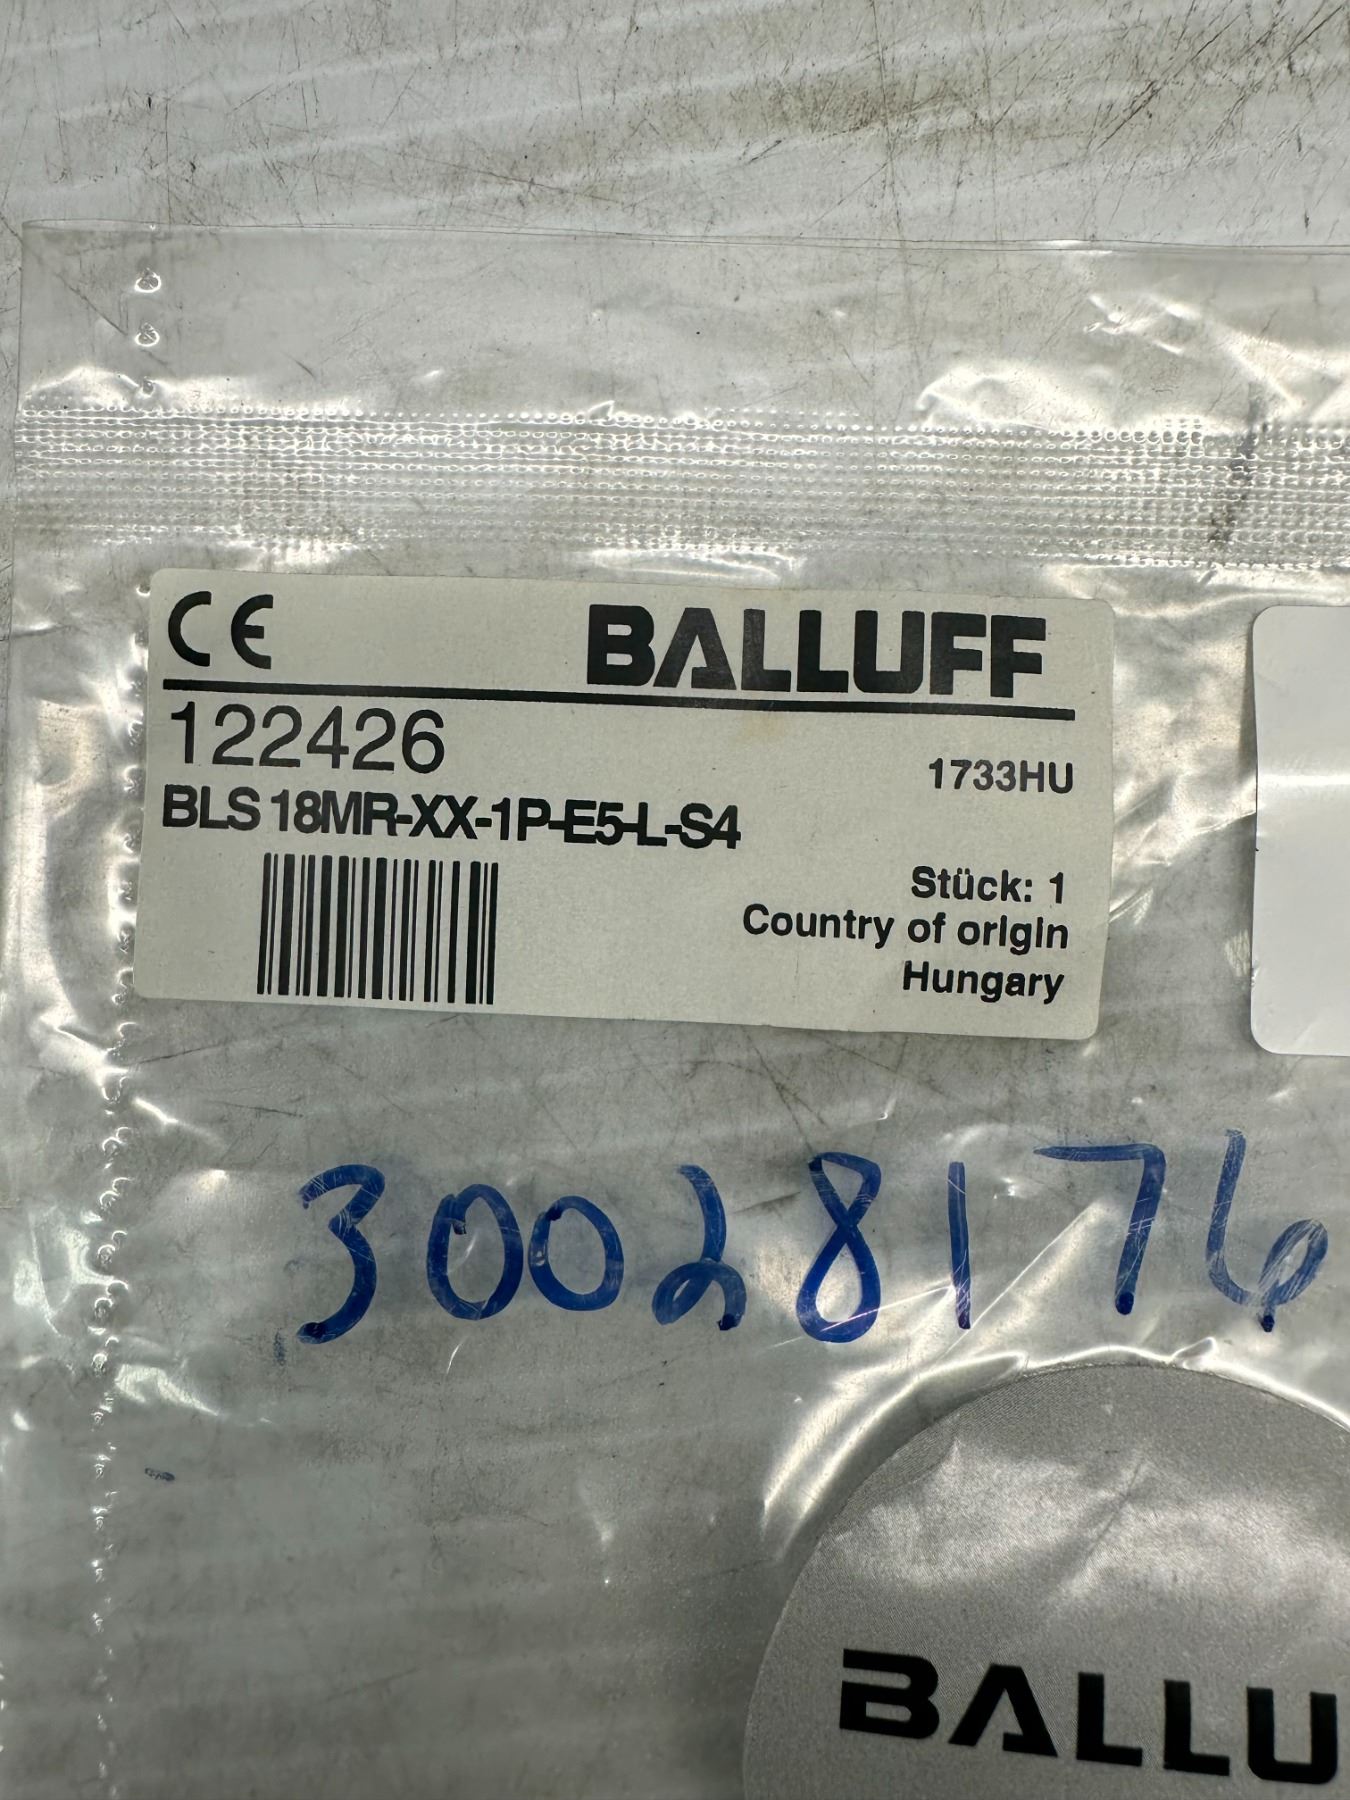 CE BALLUFF
122426
1733HU
BLS 18MR-XX-1P-E5-L-S4
Stück: 1
Country of origin
Hungary
30028176
BALLU